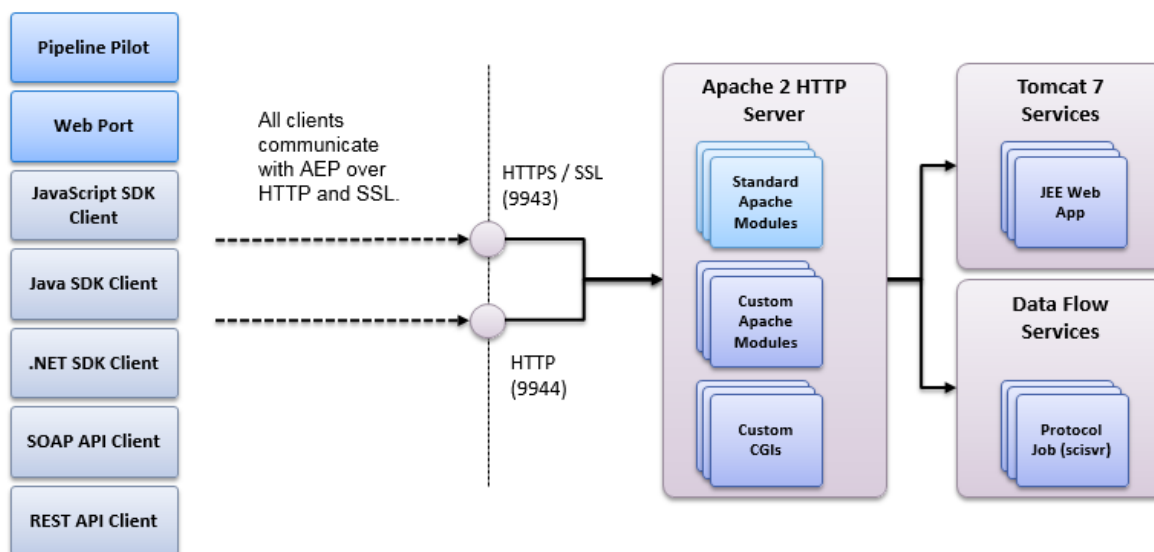 Pipeline Pilot
Web Port
JavaScript SDK
Client
Java SDK Client
.NET SDK Client
SOAP API Client
REST API Client
All clients
communicate
with AEP over
HTTP and SSL.
HTTPS / SSL
(9943)
HTTP
(9944)
Apache 2 HTTP
Server
Standard
Apache
Modules
Custom
Apache
Modules
Custom
CGIs
Tomcat 7
Services
JEE Web
App
Data Flow
Services
Protocol
Job (scisvr)